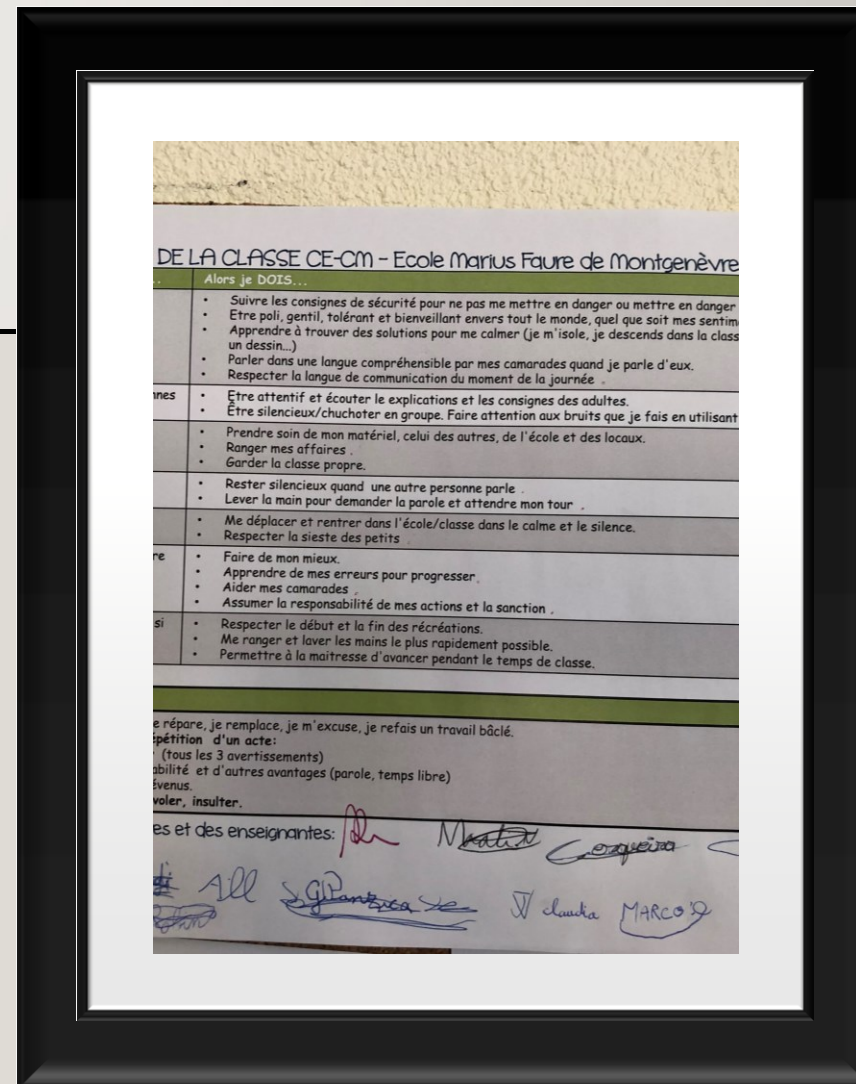 DE LA CLASSE CE-CM - Ecole Marius Faure de Montgenèvre
.. Alors je DOIS...
• Suivre les consignes de sécurité pour ne pas me mettre en danger ou mettre en danger
• Etre poli, gentil, tolérant et bienveillant envers tout le monde, quel que soit mes sentim
• Apprendre à trouver des solutions pour me calmer (je m'isole, je descends dans la class
un dessin...)
• Parler dans une langue compréhensible par mes camarades quand je parle d'eux.
• Respecter la langue de communication du moment de la journée .
nnes • Etre attentif et écouter le explications et les consignes des adultes.
• Être silencieux/chuchoter en groupe. Faire attention aux bruits que je fais en utilisant
• Prendre soin de mon matériel, celui des autres, de l'école et des locaux.
• Ranger mes affaires .
• Garder la classe propre.
• Rester silencieux quand une autre personne parle .
• Lever la main pour demander la parole et attendre mon tour .
• Me déplacer et rentrer dans l'école/classe dans le calme et le silence.
• Respecter la sieste des petits .
re • Faire de mon mieux.
• Apprendre de mes erreurs pour progresser.
• Aider mes camarades .
• Assumer la responsabilité de mes actions et la sanction .
si • Respecter le début et la fin des récréations.
• Me ranger et laver les mains le plus rapidement possible.
• Permettre à la maitresse d'avancer pendant le temps de classe.
e répare, je remplace, je m'excuse, je refais un travail bâclé.
épétition d'un acte:
(tous les 3 avertissements)
abilité et d'autres avantages (parole, temps libre)
évenus.
voler, insulter.
es et des enseignantes: Cerqueira
All claudia MARCO